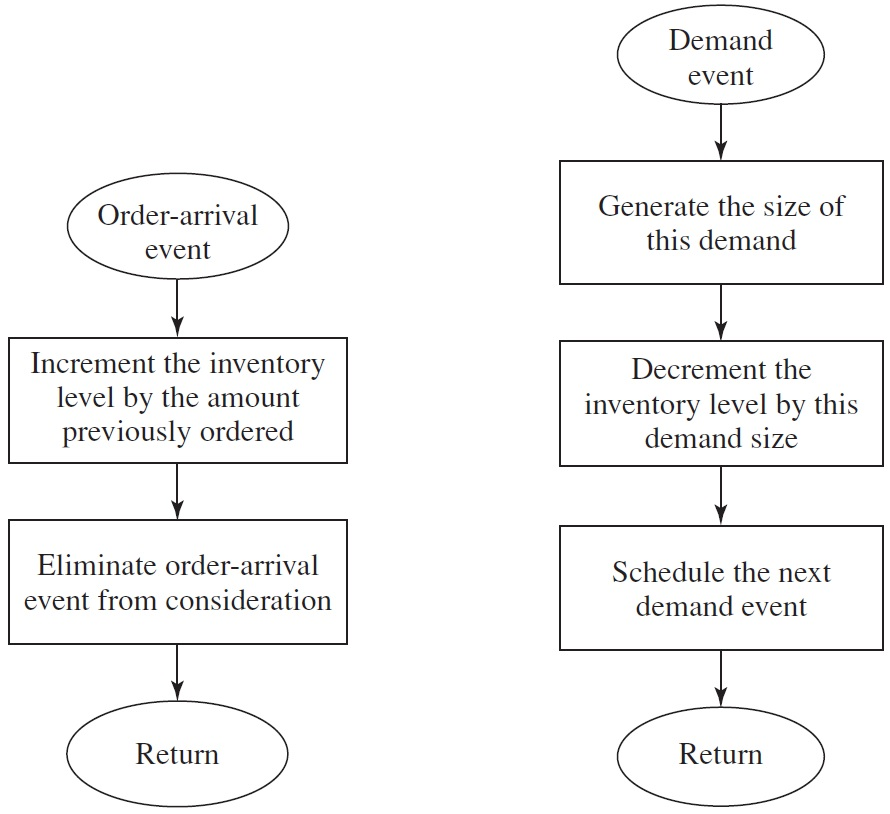 Order-arrival
event
Increment the inventory
level by the amount
previously ordered
Eliminate order-arrival
event from consideration
Return
Demand
event
Generate the size of
this demand
Decrement the
inventory level by this
demand size
Schedule the next
demand event
Return